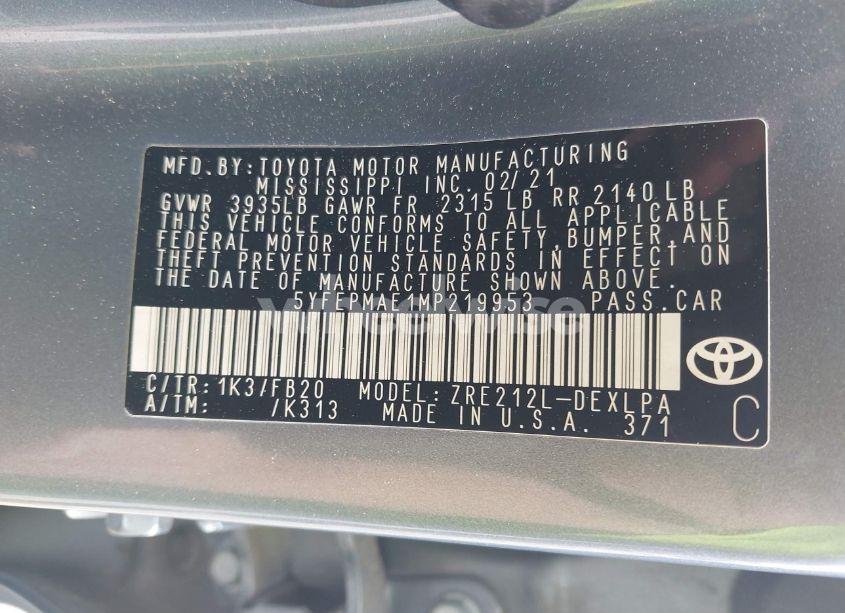 MFD.BY:TOYOTA MOTOR MANUFACTURING
MISSISSIPPI INC. 02/21
GVWR 3935LB GAWR FR 2315 LB RR 2140 LB
THIS VEHICLE CONFORMS TO ALL APPLICABLE
FEDERAL MOTOR VEHICLE SAFETY,BUMPER,AND
THEFT PREVENTION STANDARDS IN EFFECT ON
THE DATE OF MANUFACTURE SHOWN ABOVE.
5YFEPMAE1MP219953 PASS.CAR
wheelwise
C/TR: 1K3/FB20 MODEL: ZRE212L-DEXLPA
A/TM: /K313 MADE IN U.S.A. 371
C